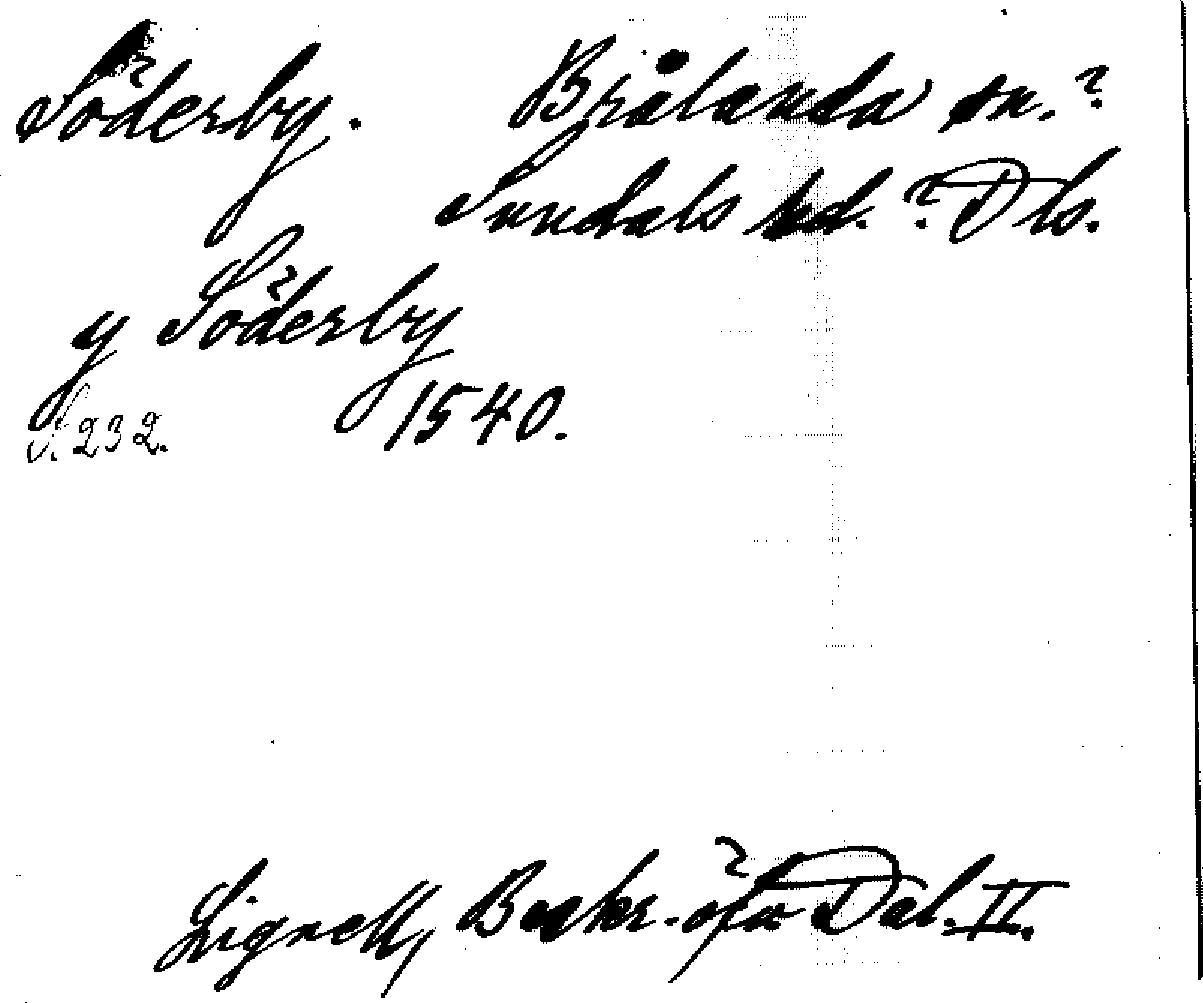 Söderby. Brålanda sn.?
Sundals hd.? Dls.
y Söderby
S. 232. 1540.
Lignell, Beskr. öfv Dal. II.